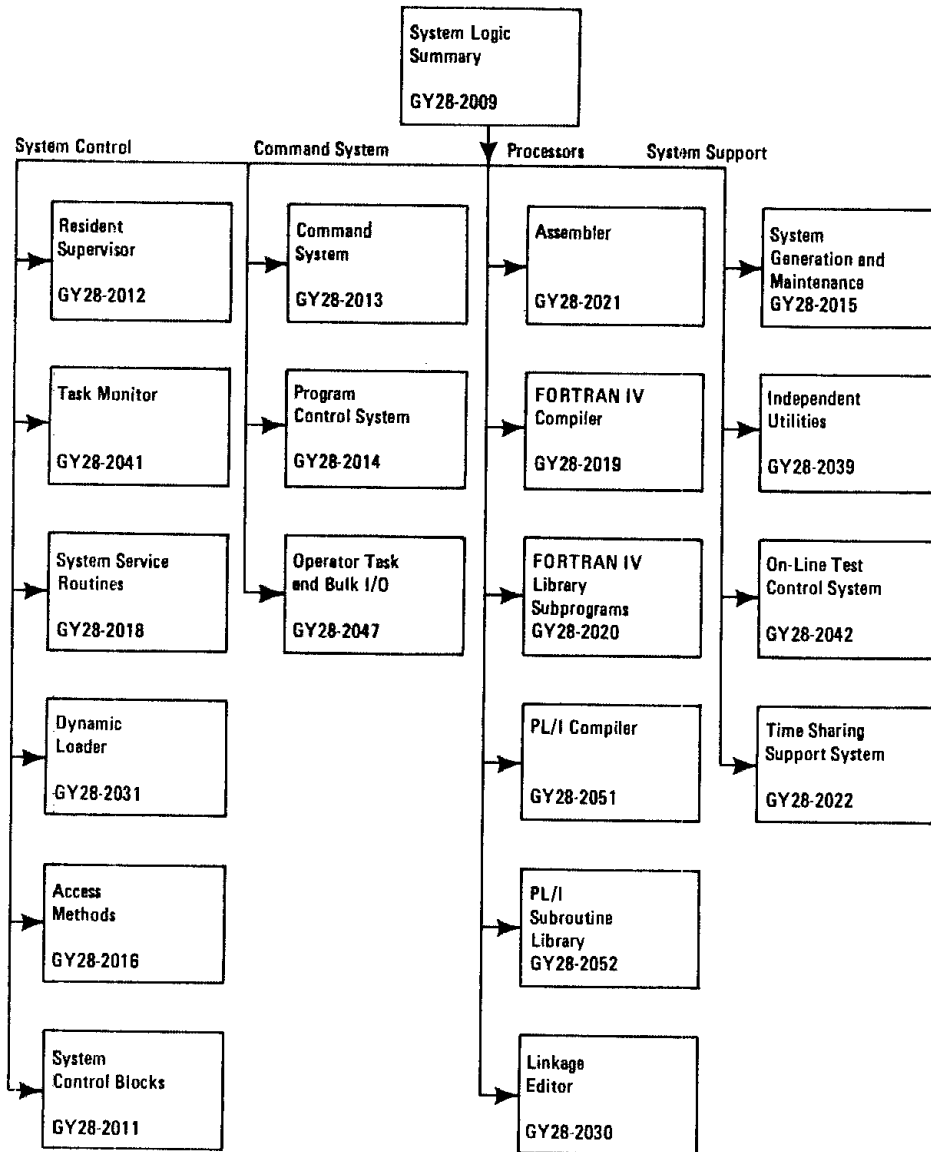 System Logic
Summary
GY28-2009
System Control
Command System
Processors
System Support
Resident
Supervisor
GY28-2012
Task Monitor
GY28-2041
System Service
Routines
GY28-2018
Dynamic
Loader
GY28-2031
Access
Methods
GY28-2016
System
Control Blocks
GY28-2011
Command
System
GY28-2013
Program
Control System
GY28-2014
Operator Task
and Bulk I/O
GY28-2047
Assembler
GY28-2021
FORTRAN IV
Compiler
GY28-2019
FORTRAN IV
Library
Subprograms
GY28-2020
PL/I Compiler
GY28-2051
PL/I
Subroutine
Library
GY28-2052
Linkage
Editor
GY28-2030
System
Generation and
Maintenance
GY28-2015
Independent
Utilities
GY28-2039
On-Line Test
Control System
GY28-2042
Time Sharing
Support System
GY28-2022